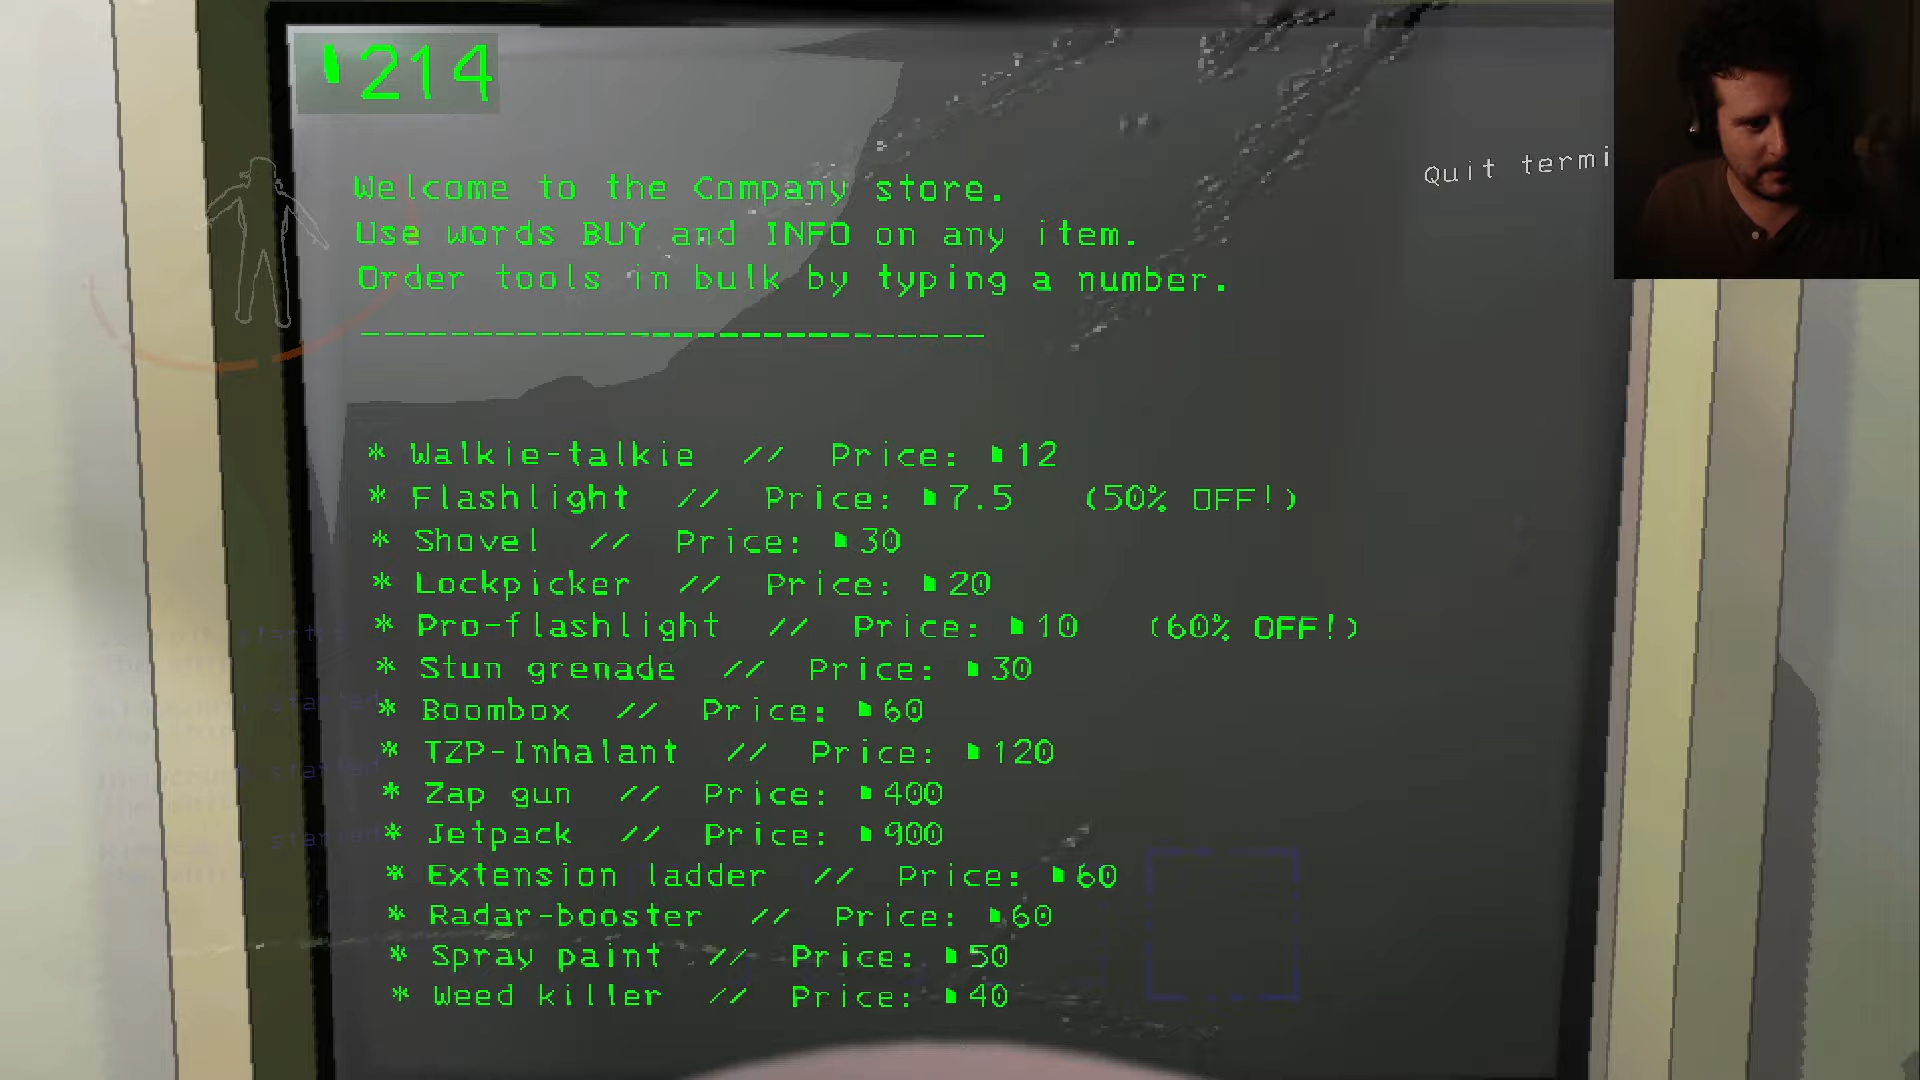 214
Quit termi
Welcome to the Company store.
Use words BUY and INFO on any item.
Order tools in bulk by typing a number.
* Walkie-talkie // Price: 12
* Flashlight // Price: 7.5 (50% OFF!)
* Shovel // Price: 30
* Lockpicker // Price: 20
* Pro-flashlight // Price: 10 (60% OFF!)
* Stun grenade // Price: 30
* Boombox // Price: 60
* TZP-Inhalant // Price: 120
* Zap gun // Price: 400
* Jetpack // Price: 900
* Extension ladder // Price: 60
* Radar-booster // Price: 60
* Spray paint // Price: 50
* Weed killer // Price: 40